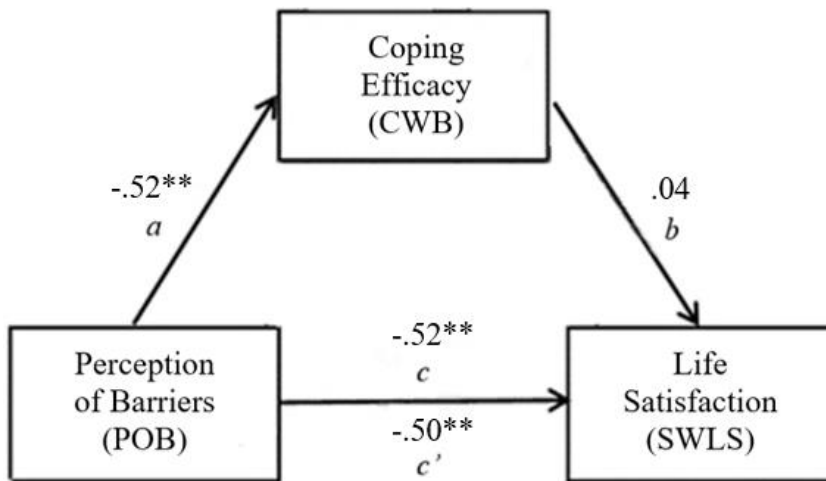 Coping
Efficacy
(CWB)
-.52**
a
.04
b
Perception
of Barriers
(POB)
-.52**
c
-.50**
c’
Life
Satisfaction
(SWLS)